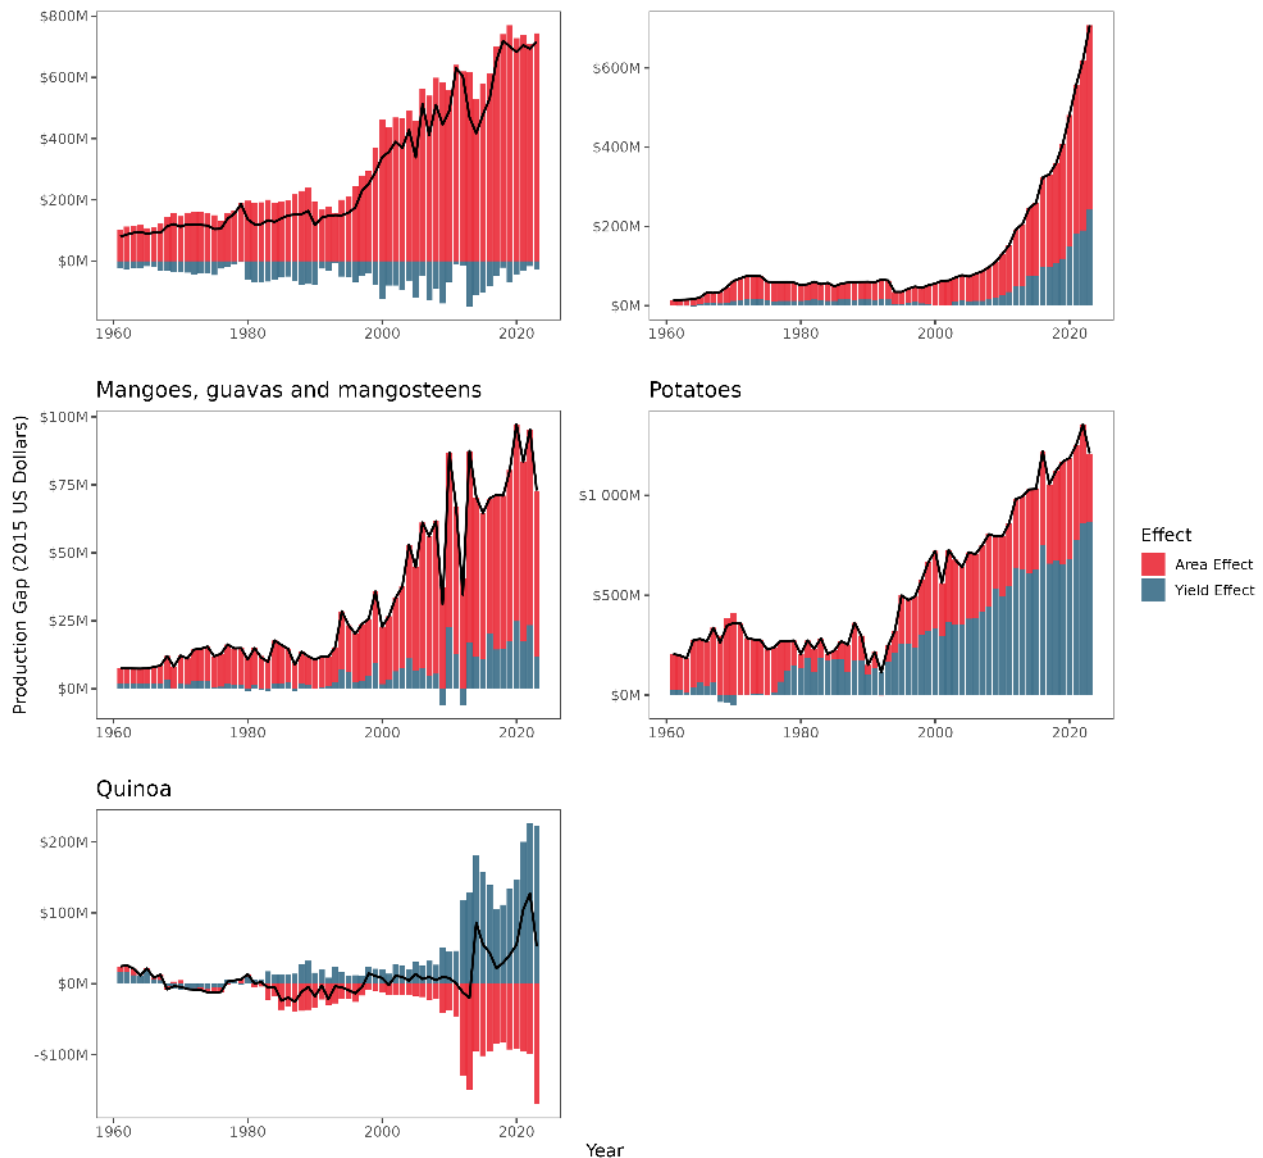 $800M
$600M
$400M
$200M
$0M
1960 1980 2000 2020
$600M
$400M
$200M
$0M
1960 1980 2000 2020
Production Gap (2015 US Dollars)
Mangoes, guavas and mangosteens
$100M
$75M
$50M
$25M
$0M
1960 1980 2000 2020
Potatoes
$1 000M
$500M
$0M
1960 1980 2000 2020
Effect
Area Effect
Yield Effect
Quinoa
$200M
$100M
$0M
-$100M
1960 1980 2000 2020
Year